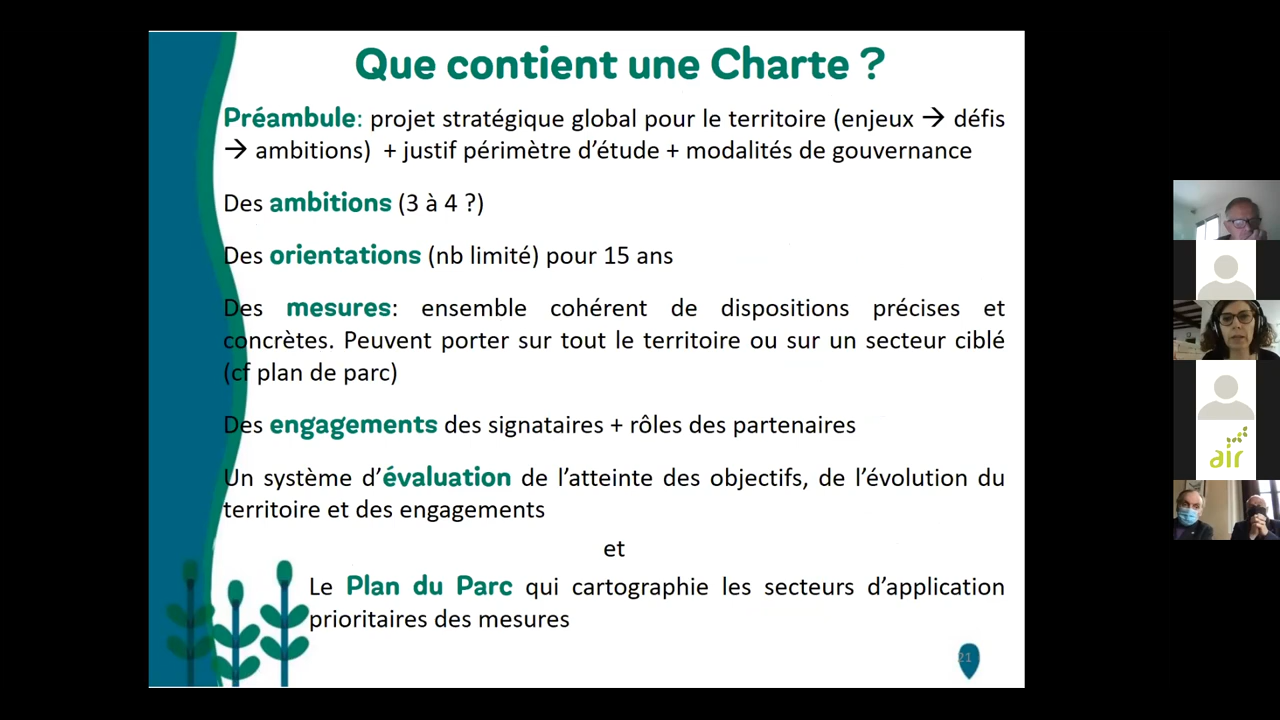 Que contient une Charte ?
Préambule: projet stratégique global pour le territoire (enjeux → défis
→ ambitions) + justif périmètre d’étude + modalités de gouvernance
Des ambitions (3 à 4 ?)
Des orientations (nb limité) pour 15 ans
Des mesures: ensemble cohérent de dispositions précises et
concrètes. Peuvent porter sur tout le territoire ou sur un secteur ciblé
(cf plan de parc)
Des engagements des signataires + rôles des partenaires
Un système d’évaluation de l’atteinte des objectifs, de l’évolution du
territoire et des engagements
et
Le Plan du Parc qui cartographie les secteurs d’application
prioritaires des mesures
21
air